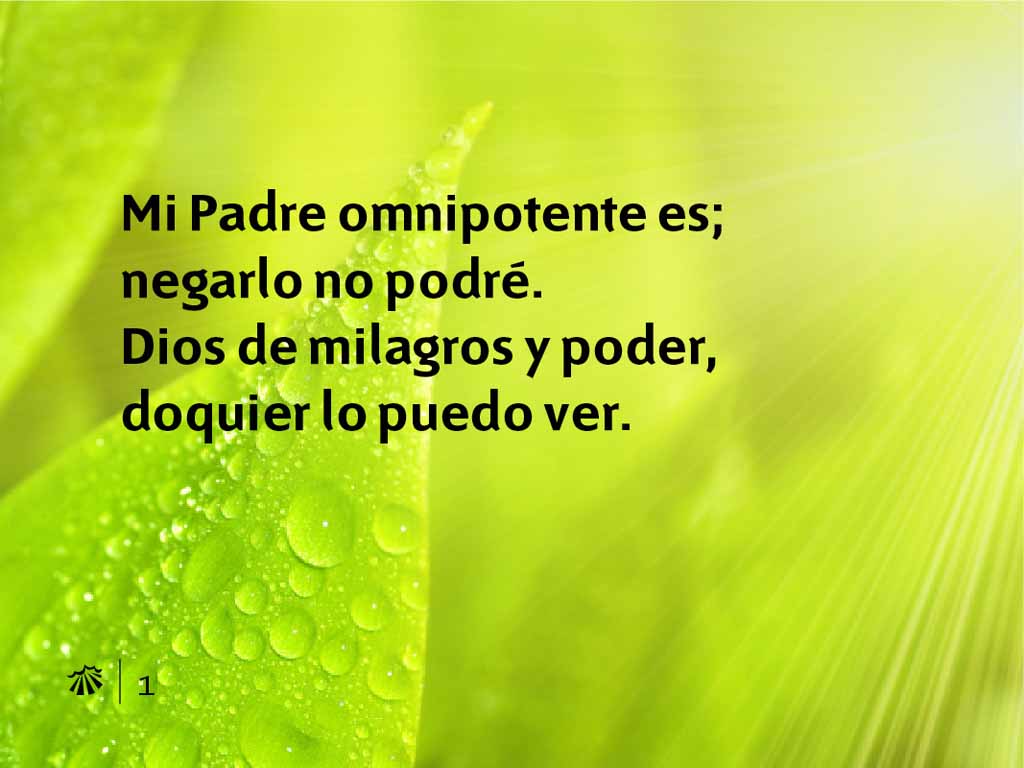 Mi Padre omnipotente es;
negarlo no podré.
Dios de milagros y poder,
doquier lo puedo ver.
1